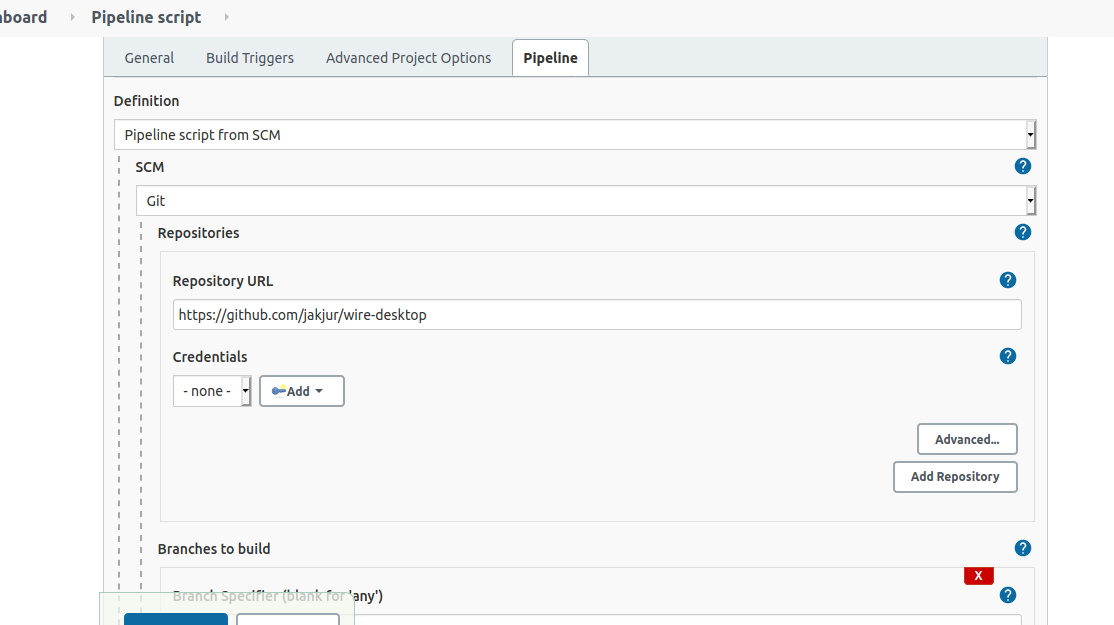 board Pipeline script
General Build Triggers Advanced Project Options Pipeline
Definition
Pipeline script from SCM
SCM
?
Git
Repositories
?
Repository URL
?
https://github.com/jakjur/wire-desktop
Credentials
?
- none - Add
Advanced...
Add Repository
Branches to build
?
X
Branch Specifier (blank for 'any')
?